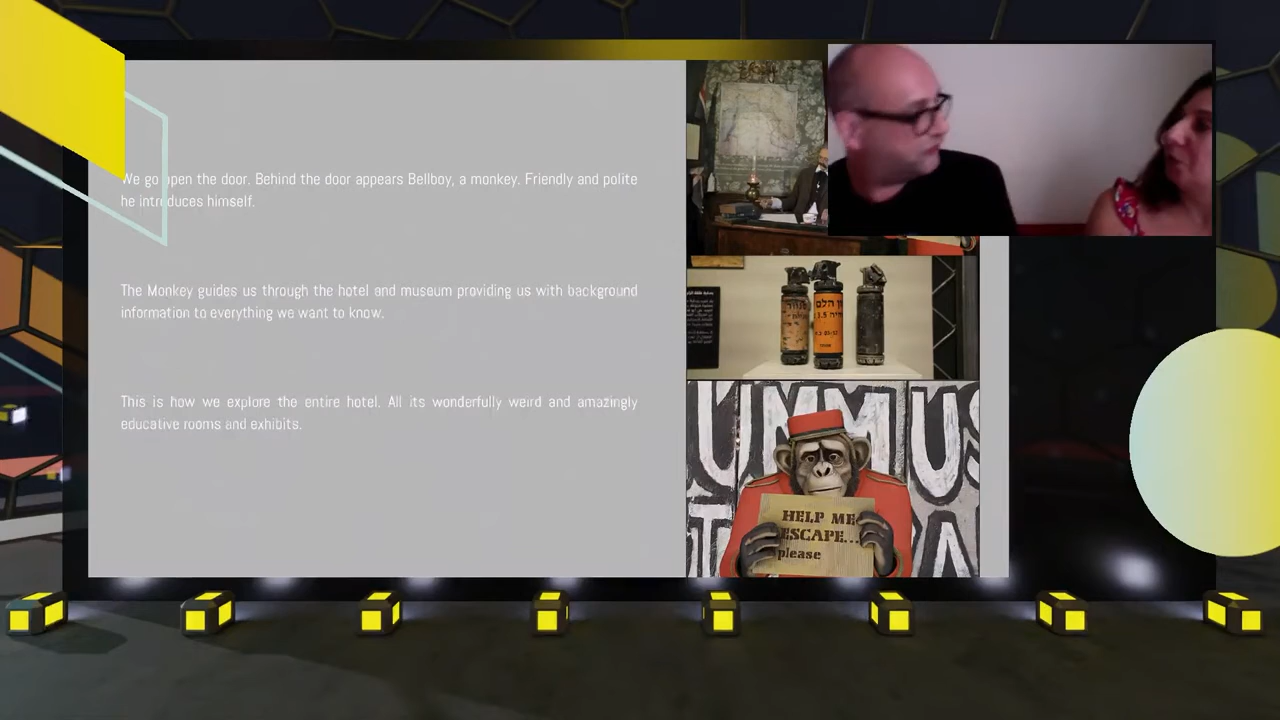 We go open the door. Behind the door appears Bellboy, a monkey. Friendly and polite
he introduces himself.
The Monkey guides us through the hotel and museum providing us with background
information to everything we want to know.
This is how we explore the entire hotel. All its wonderfully weird and amazingly
educative rooms and exhibits.
HELP ME
ESCAPE...
please